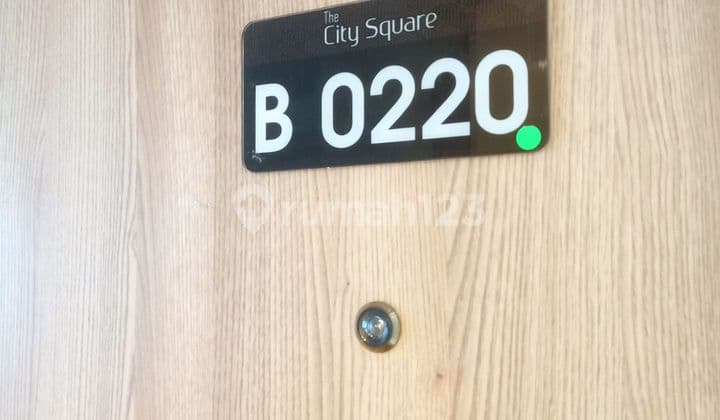 The
City Square
B 0220
rumah123